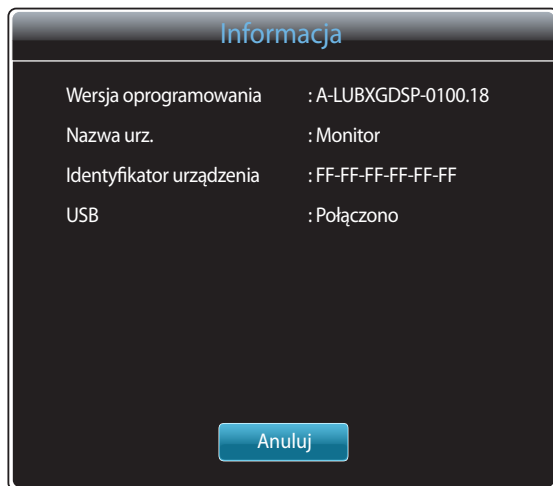 Informacja
Wersja oprogramowania : A-LUBXGDSP-0100.18
Nazwa urz. : Monitor
Identyfikator urządzenia : FF-FF-FF-FF-FF-FF
USB : Połączono
Anuluj